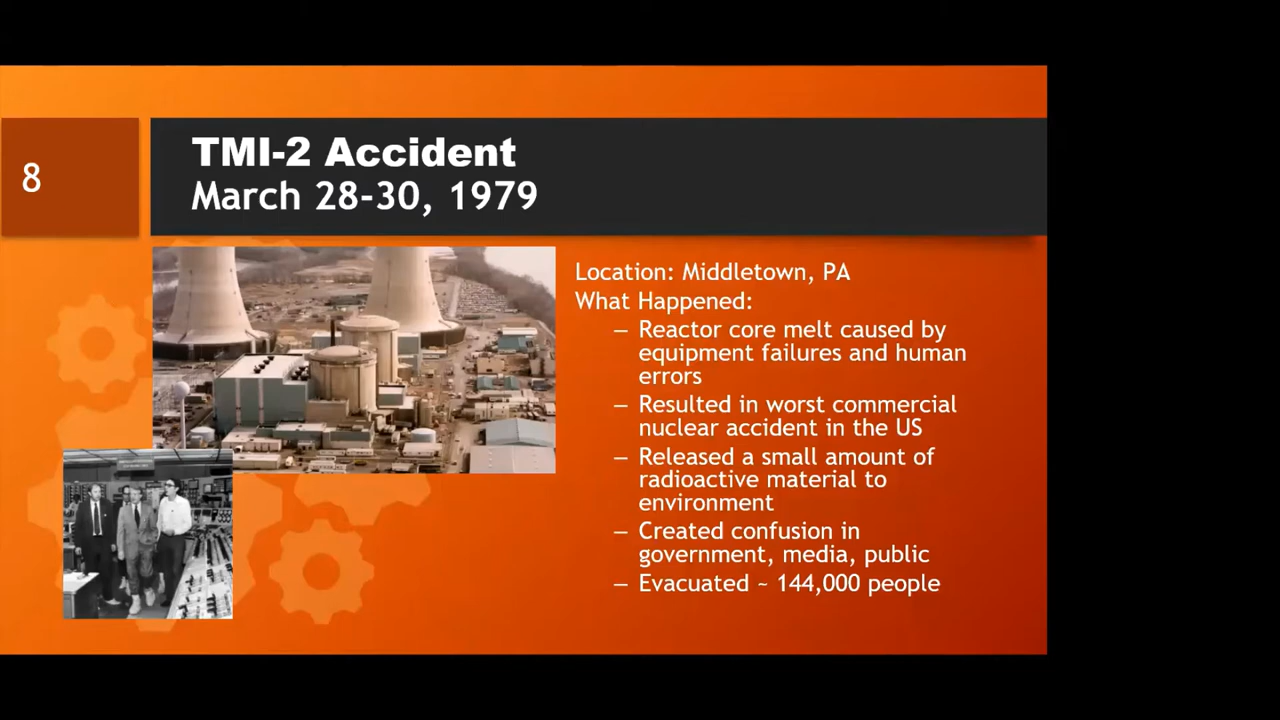 8
TMI-2 Accident
March 28-30, 1979
Location: Middletown, PA
What Happened:
– Reactor core melt caused by
equipment failures and human
errors
– Resulted in worst commercial
nuclear accident in the US
– Released a small amount of
radioactive material to
environment
– Created confusion in
government, media, public
– Evacuated ~ 144,000 people